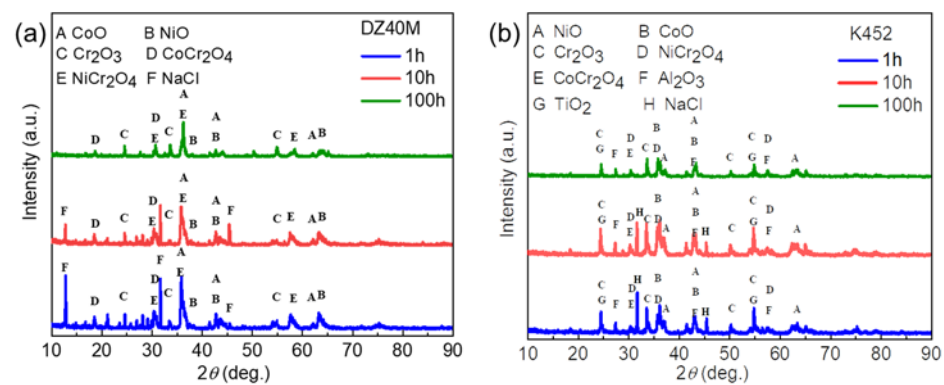 (a)
DZ40M
A CoO B NiO
C Cr2O3 D CoCr2O4
E NiCr2O4 F NaCl
1h
10h
100h
A
E
D
E
C
D
C
B
A
B
C
E
A B
F
D
C
D
E
F
C
A
E
B
A
B
F
C
E
A B
F
D
C
D
E
F
C
A
E
B
A
B
F
C
E
A B
Intensity (a.u.)
10 20 30 40 50 60 70 80 90
2θ (deg.)
(b)
K452
A NiO B CoO
C Cr2O3 D NiCr2O4
E CoCr2O4 F Al2O3
G TiO2 H NaCl
1h
10h
100h
C
G
F
D
E
C
B
D
A
A
B
F
C
C
G
D
F
A
C
G
F
D
E
H
C
B
D
A
A
B
F
H
C
C
G
D
F
A
C
G
F
D
E
H
C
B
D
A
A
B
F
H
C
C
G
D
F
A
Intensity (a.u.)
10 20 30 40 50 60 70 80 90
2θ (deg.)